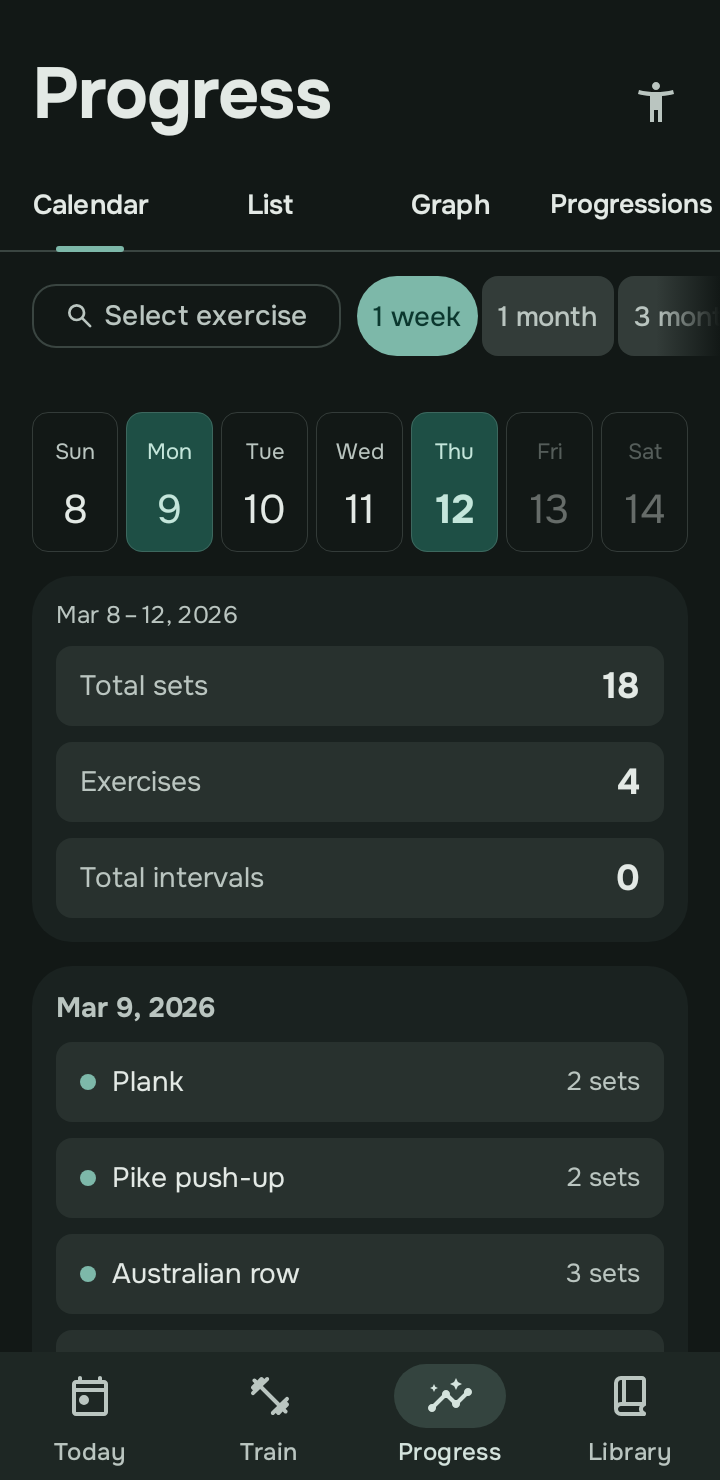 Progress
Calendar List Graph Progressions
Select exercise 1 week 1 month 3 mon
Sun Mon Tue Wed Thu Fri Sat
8 9 10 11 12 13 14
Mar 8 – 12, 2026
Total sets 18
Exercises 4
Total intervals 0
Mar 9, 2026
Plank 2 sets
Pike push-up 2 sets
Australian row 3 sets
Today Train Progress Library